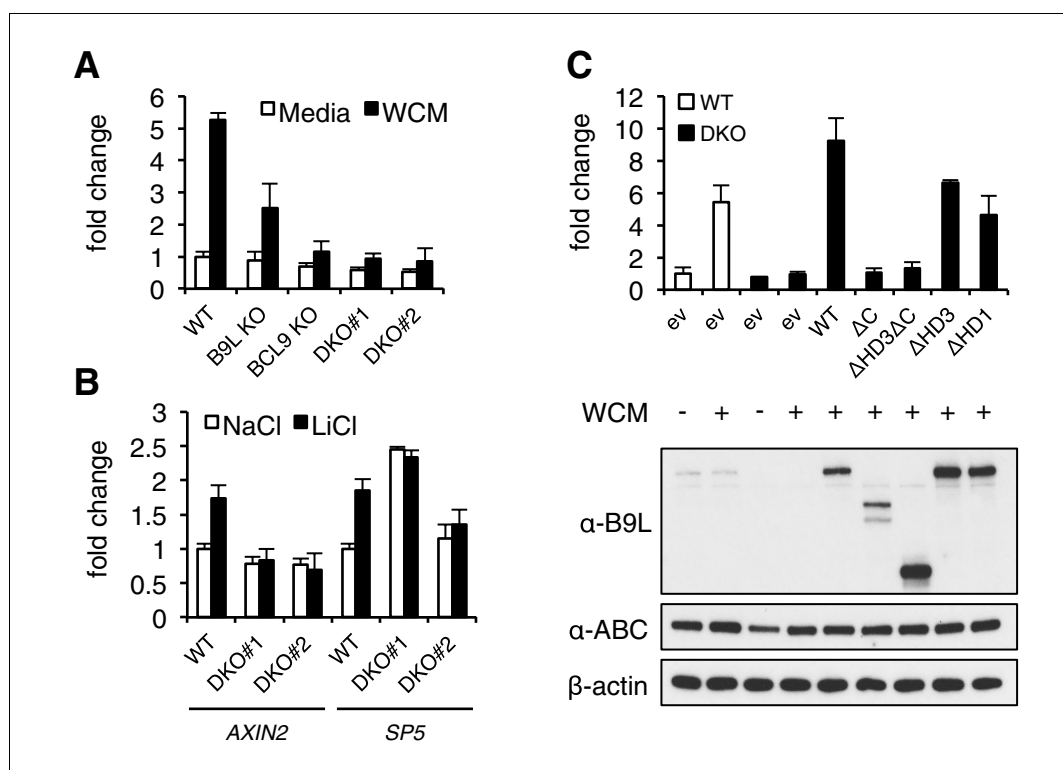 A
6
5
4
3
2
1
0
fold change
Media WCM
WT
B9L KO
BCL9 KO
DKO#1
DKO#2
B
3
2.5
2
1.5
1
0.5
0
fold change
NaCl LiCl
WT
DKO#1
DKO#2
WT
DKO#1
DKO#2
AXIN2 SP5
C
12
10
8
6
4
2
0
fold change
WT
DKO
ev
ev
ev
ev
WT
ΔC
ΔHD3ΔC
ΔHD3
ΔHD1
WCM - + - + + + + + +
α-B9L
α-ABC
β-actin